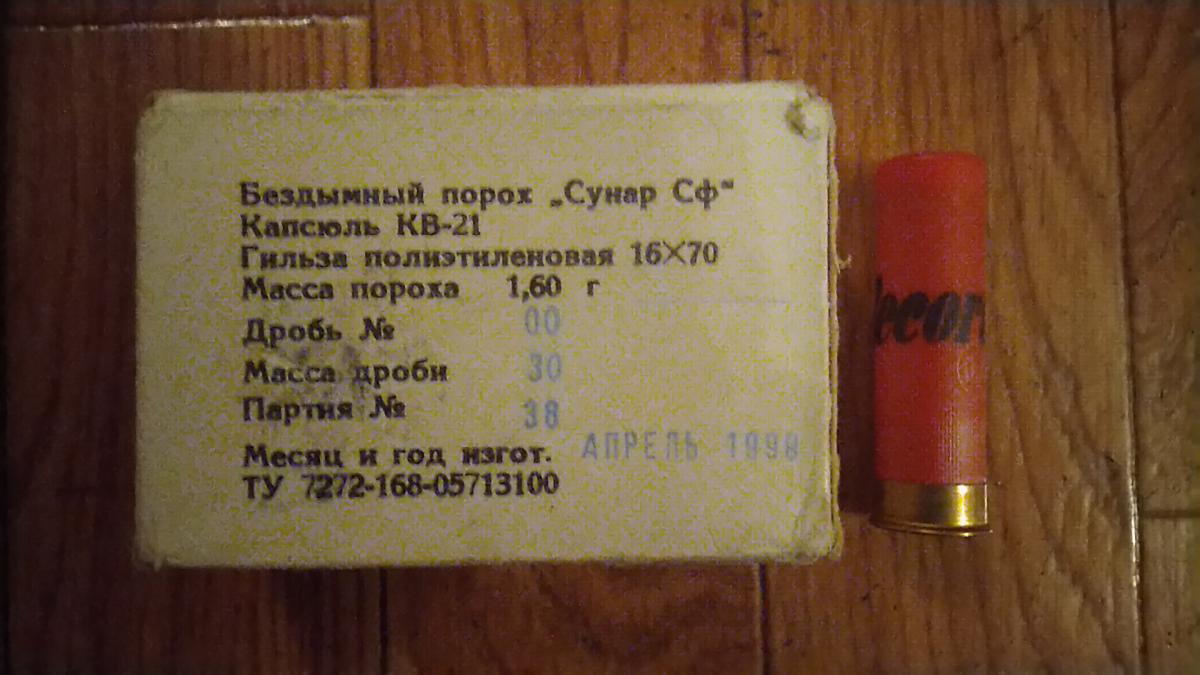 Бездымный порох „Сунар Сф“
Капсюль КВ-21
Гильза полиэтиленовая 16×70
Масса пороха 1,60 г
Дробь № 00
Масса дроби 30
Партия № 38
Месяц и год изгот. АПРЕЛЬ 1998
ТУ 7272-168-05713100
ecor